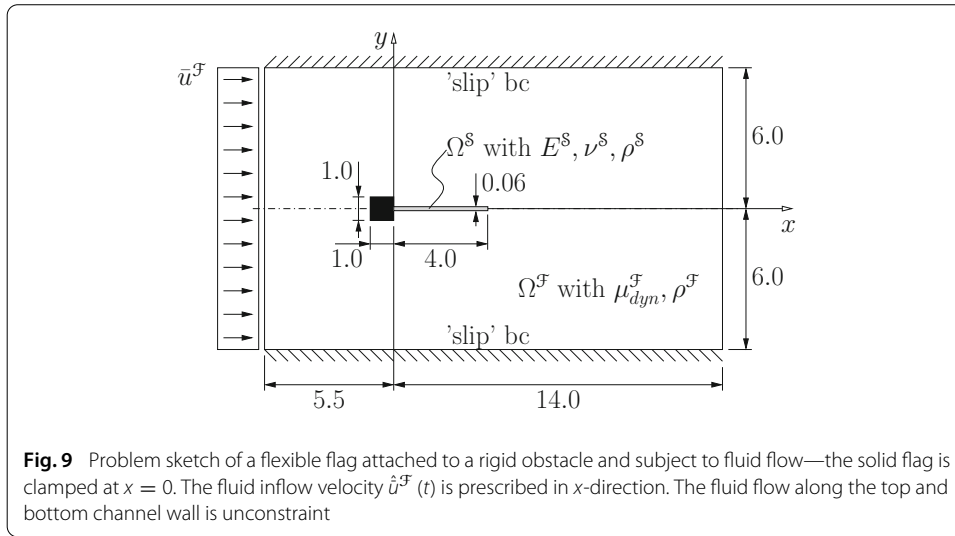 y
ū^ℱ
'slip' bc
Ω^𝒮 with E^𝒮, ν^𝒮, ρ^𝒮
6.0
1.0
0.06
x
1.0
4.0
Ω^ℱ with μ^ℱ_dyn, ρ^ℱ
6.0
'slip' bc
5.5
14.0
Fig. 9 Problem sketch of a flexible flag attached to a rigid obstacle and subject to fluid flow—the solid flag is
clamped at x = 0. The fluid inflow velocity û^ℱ (t) is prescribed in x-direction. The fluid flow along the top and
bottom channel wall is unconstraint